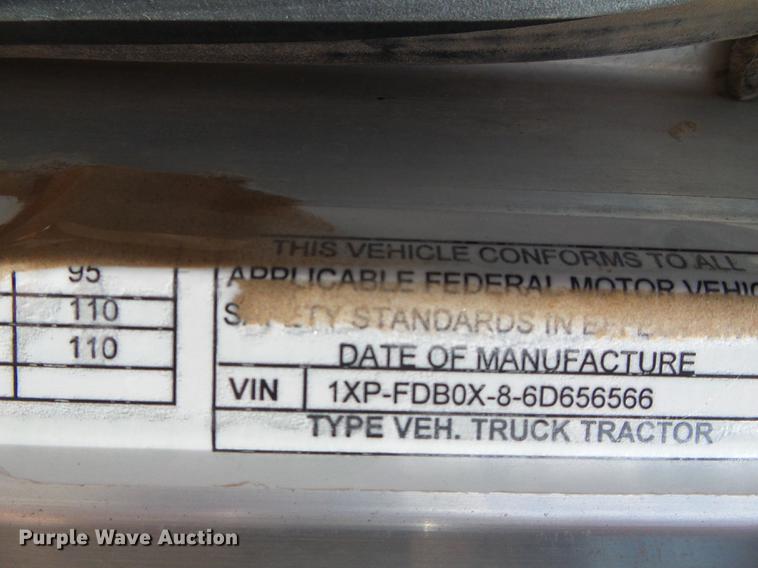 95
110
110
THIS VEHICLE CONFORMS TO ALL
APPLICABLE FEDERAL MOTOR VEHIC
STANDARDS IN
DATE OF MANUFACTURE
VIN 1XP-FDB0X-8-6D656566
TYPE VEH. TRUCK TRACTOR
Purple Wave Auction